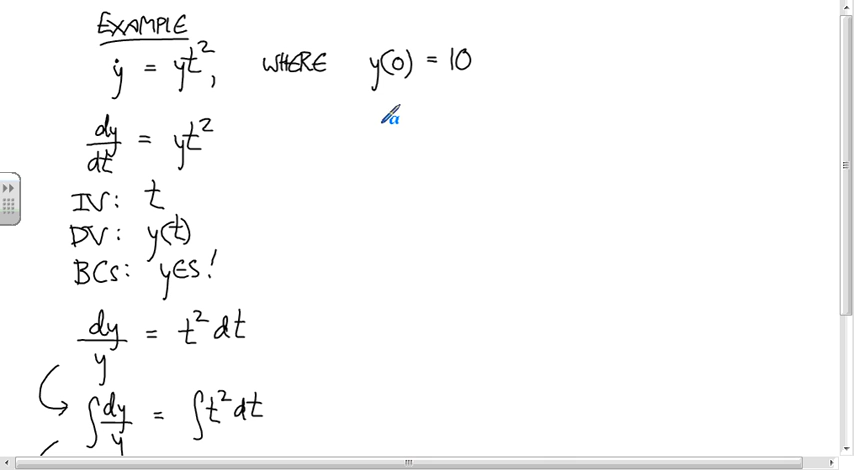 EXAMPLE
ẏ = yt², WHERE y(0) = 10
dy/dt = yt²
IV: t
DV: y(t)
BCs: yES!
dy/y = t² dt
∫ dy/y = ∫ t² dt